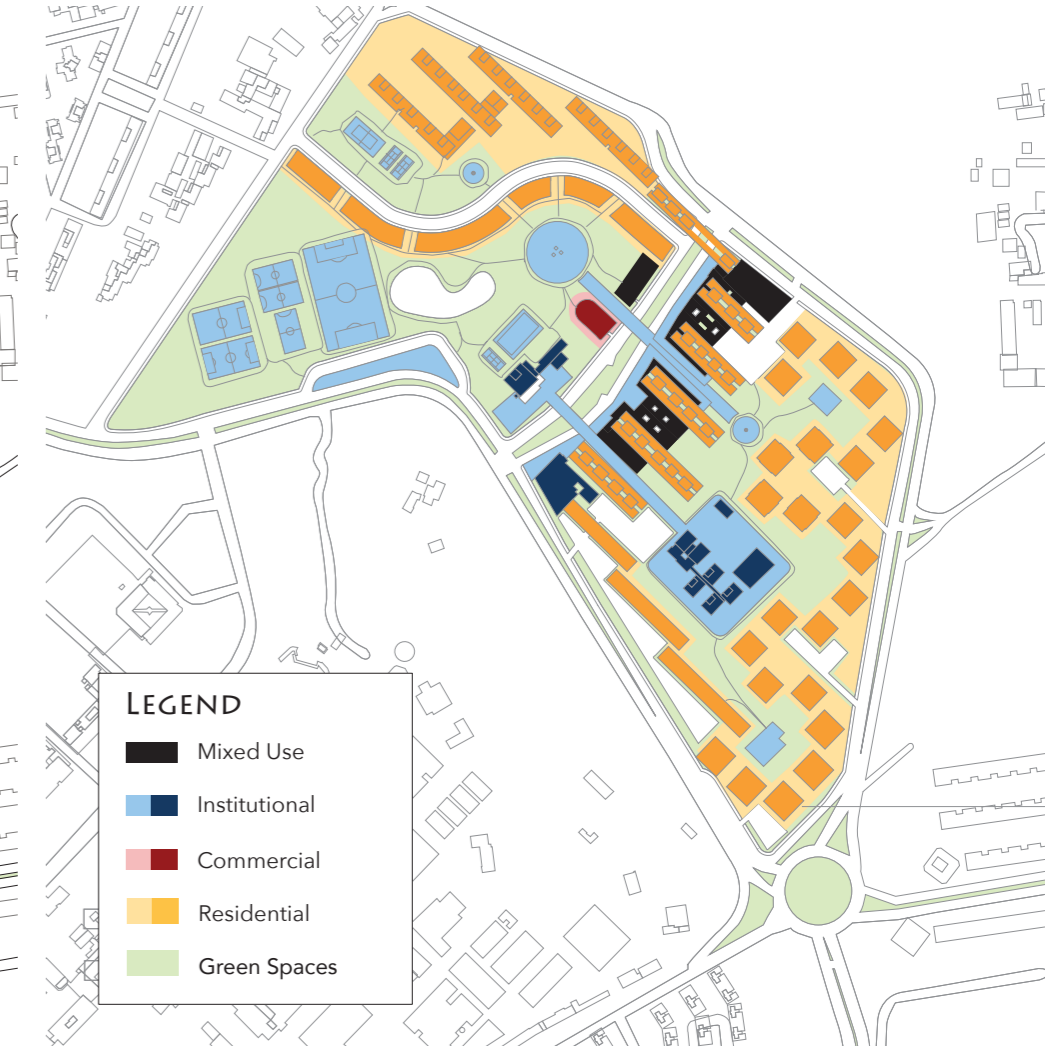 LEGEND
Mixed Use
Institutional
Commercial
Residential
Green Spaces